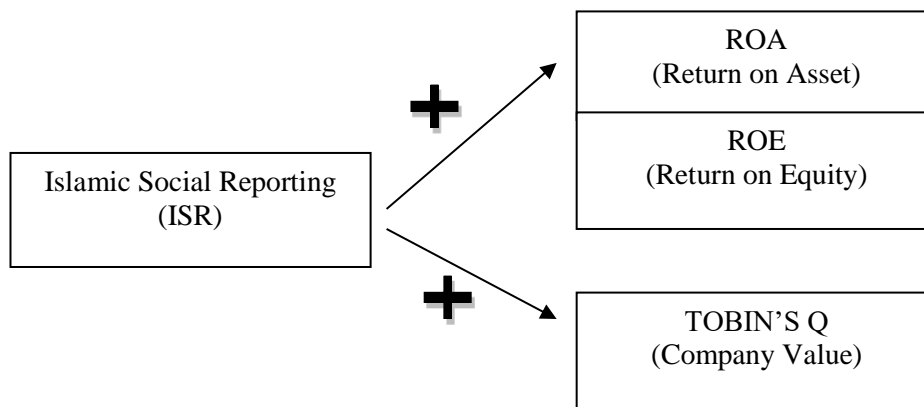 ROA
(Return on Asset)
ROE
(Return on Equity)
Islamic Social Reporting
(ISR)
TOBIN’S Q
(Company Value)